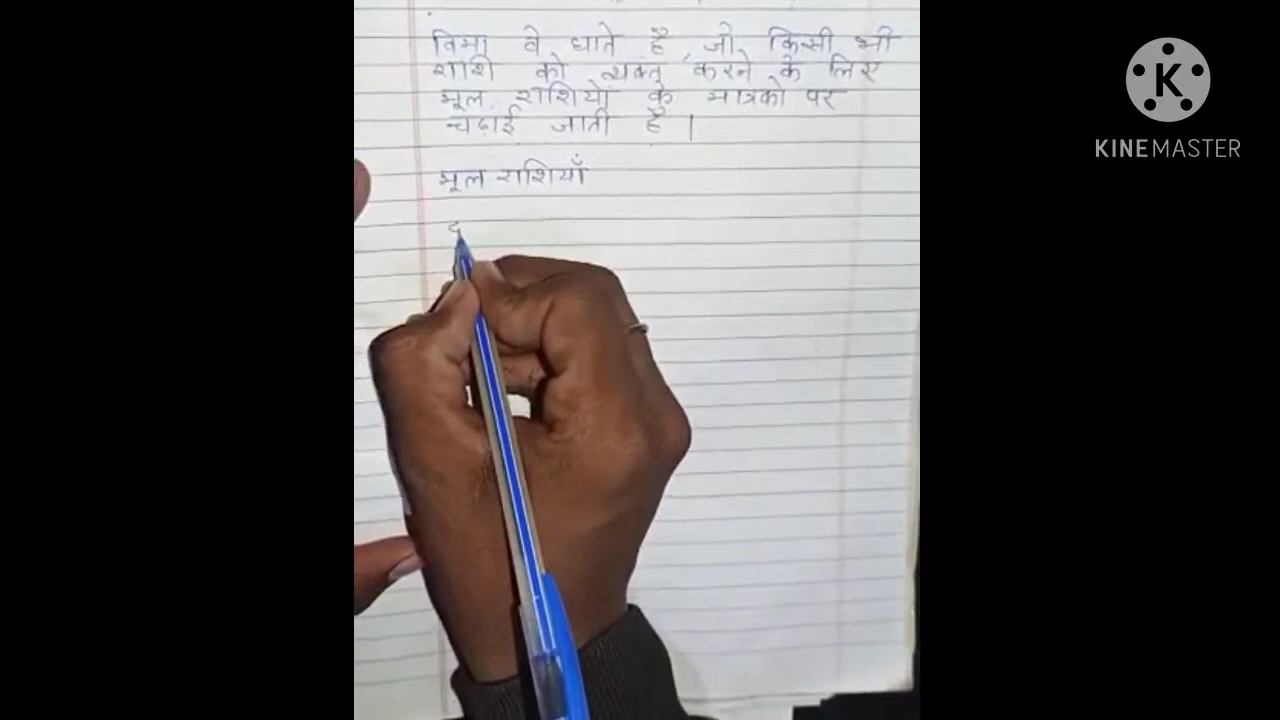 विमा वे घाते है, जो किसी भी
राशि को व्यक्त करने के लिए
मूल राशियों के मात्रको पर
चढ़ाई जाती है |
मूल राशियाँ
K
KINEMASTER